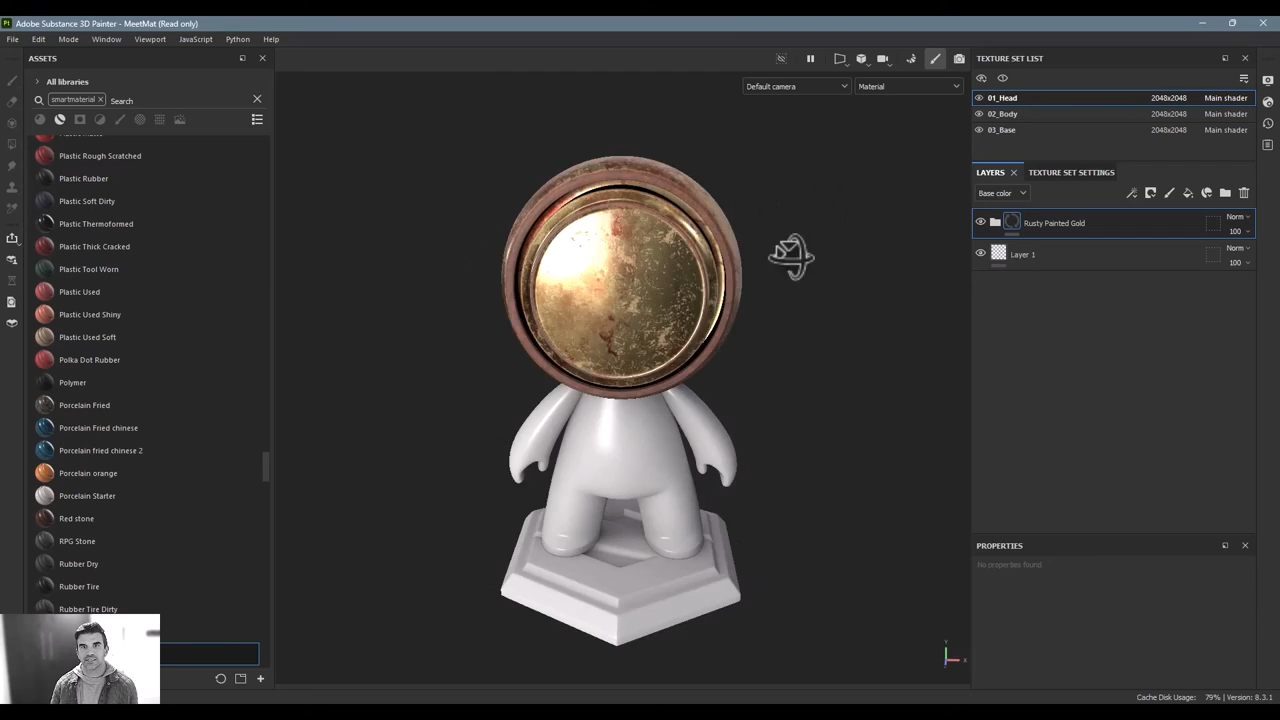 Pt Adobe Substance 3D Painter - MeetMat (Read only)
File Edit Mode Window Viewport JavaScript Python Help
ASSETS
All libraries
smartmaterial Search
Plastic Rough Scratched
Plastic Rubber
Plastic Soft Dirty
Plastic Thermoformed
Plastic Thick Cracked
Plastic Tool Worn
Plastic Used
Plastic Used Shiny
Plastic Used Soft
Polka Dot Rubber
Polymer
Porcelain Fried
Porcelain Fried chinese
Porcelain fried chinese 2
Porcelain orange
Porcelain Starter
Red stone
RPG Stone
Rubber Dry
Rubber Tire
Rubber Tire Dirty
Default camera Material
Y
X
TEXTURE SET LIST
01_Head 2048x2048 Main shader
02_Body 2048x2048 Main shader
03_Base 2048x2048 Main shader
LAYERS TEXTURE SET SETTINGS
Base color
Rusty Painted Gold Norm 100
Layer 1 Norm 100
PROPERTIES
No properties found
Cache Disk Usage: 79% | Version: 8.3.1